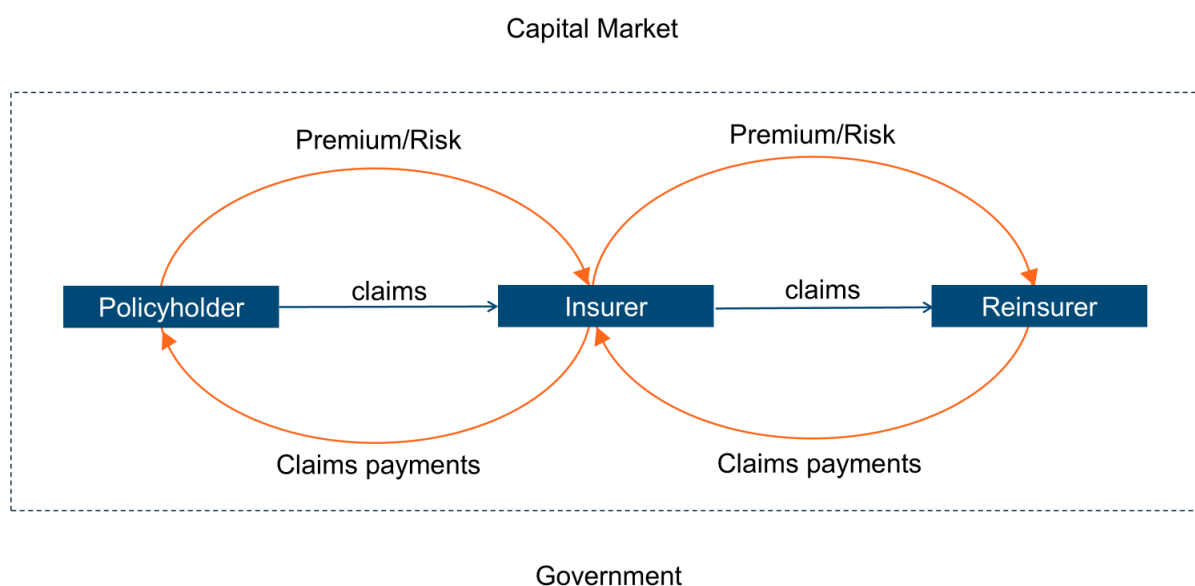 Capital Market
Premium/Risk
Premium/Risk
claims
claims
Policyholder
Insurer
Reinsurer
Claims payments
Claims payments
Government